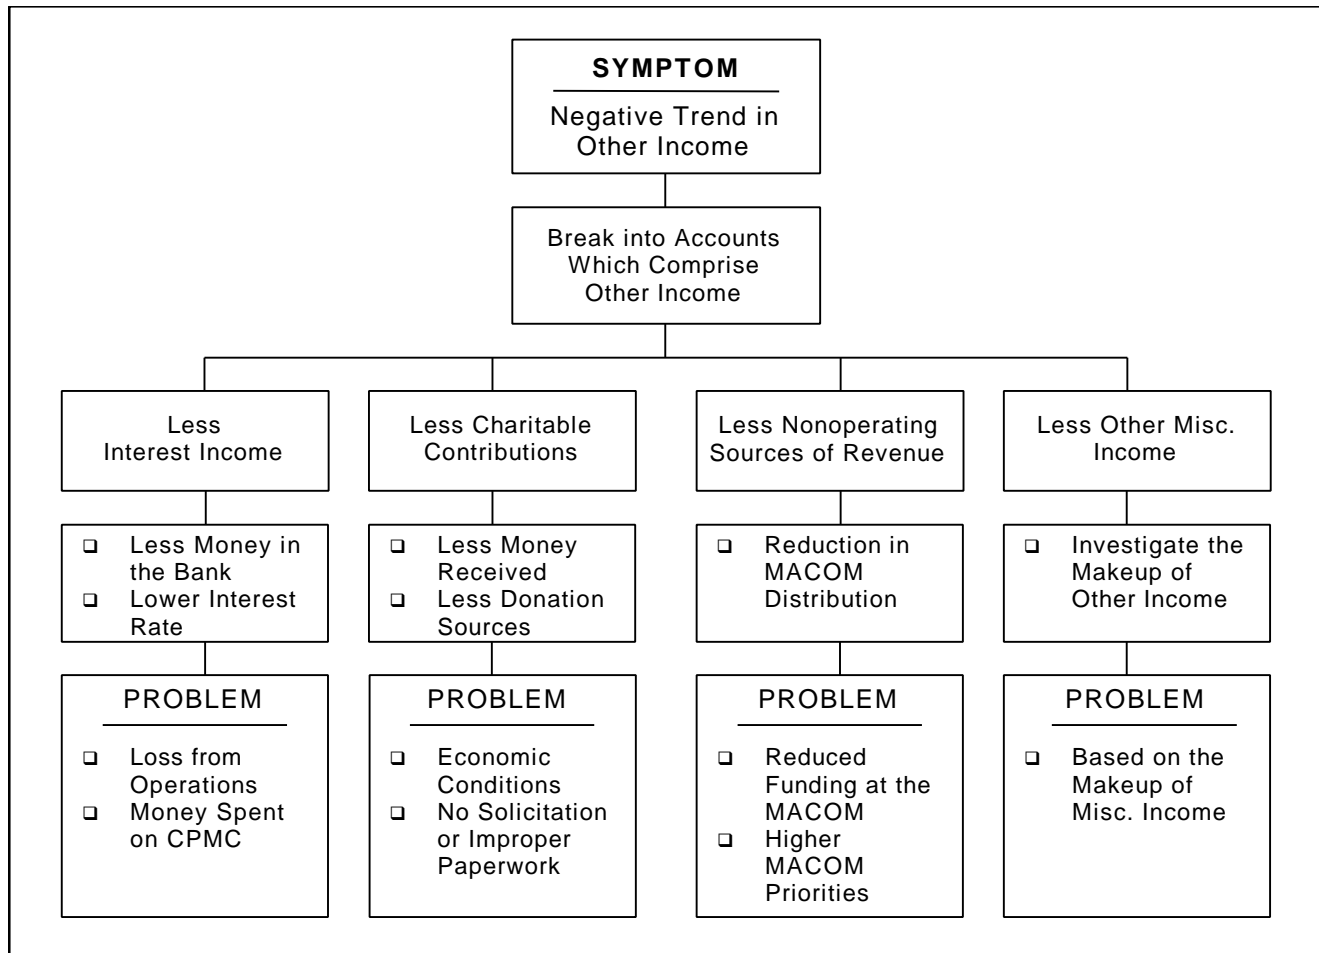 SYMPTOM
Negative Trend in
Other Income
Break into Accounts
Which Comprise
Other Income
Less
Interest Income
Less Charitable
Contributions
Less Nonoperating
Sources of Revenue
Less Other Misc.
Income
❑ Less Money in
the Bank
❑ Lower Interest
Rate
❑ Less Money
Received
❑ Less Donation
Sources
❑ Reduction in
MACOM
Distribution
❑ Investigate the
Makeup of
Other Income
PROBLEM
❑ Loss from
Operations
❑ Money Spent
on CPMC
PROBLEM
❑ Economic
Conditions
❑ No Solicitation
or Improper
Paperwork
PROBLEM
❑ Reduced
Funding at the
MACOM
❑ Higher
MACOM
Priorities
PROBLEM
❑ Based on the
Makeup of
Misc. Income